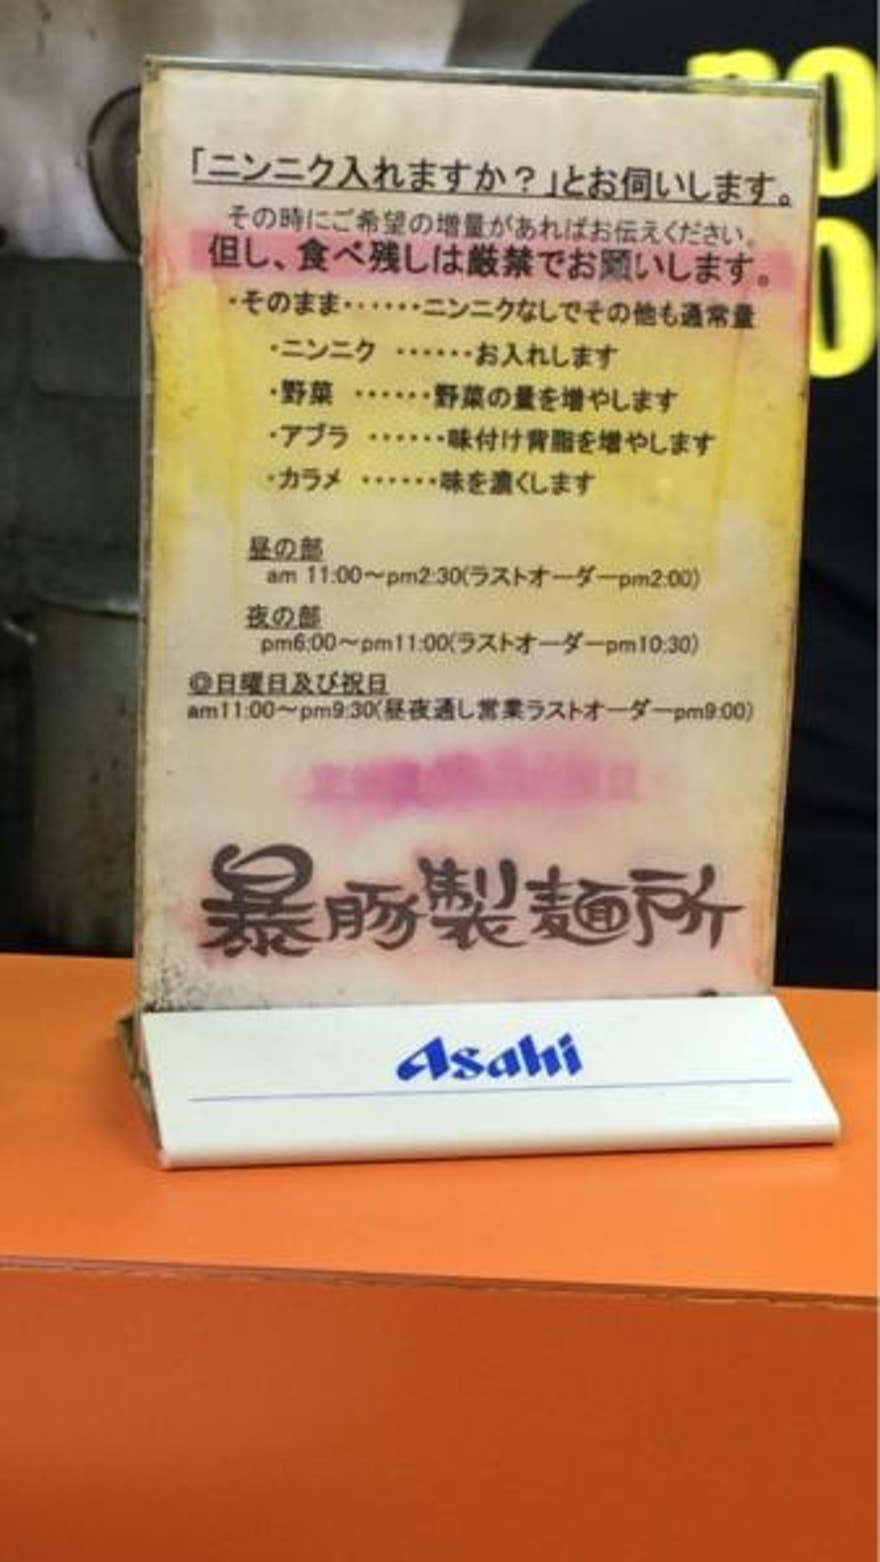 「ニンニク入れますか?」とお伺いします。
その時にご希望の増量があればお伝えください。
但し、食べ残しは厳禁でお願いします。
・そのまま・・・・・・ニンニクなしでその他も通常量
・ニンニク ・・・・・・お入れします
・野菜 ・・・・・・野菜の量を増やします
・アブラ ・・・・・・味付け背脂を増やします
・カラメ ・・・・・・味を濃くします
昼の部
am 11:00～pm2:30(ラストオーダーpm2:00)
夜の部
pm6:00～pm11:00(ラストオーダーpm10:30)
◎日曜日及び祝日
am11:00～pm9:30(昼夜通し営業ラストオーダーpm9:00)
暴豚製麺所
Asahi